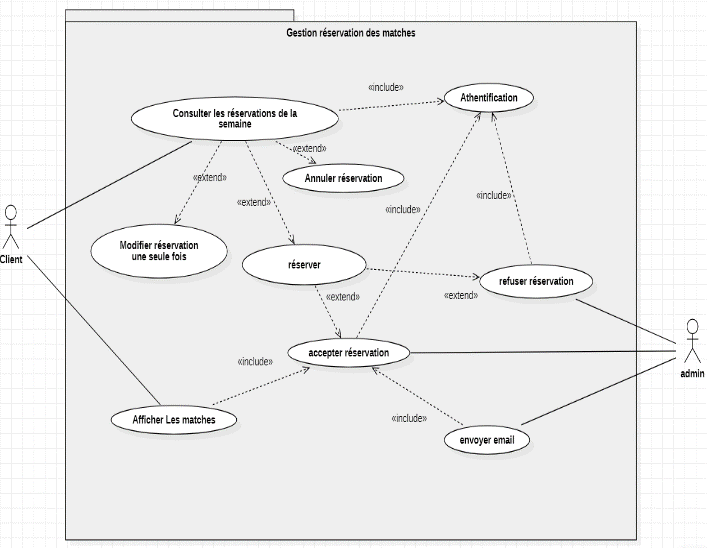 Gestion réservation des matches
«include»
Athentification
Consulter les réservations de la
semaine
«extend»
Annuler réservation
«extend»
«extend»
«include»
«include»
Client
Modifier réservation
une seule fois
réserver
refuser réservation
«extend»
«extend»
accepter réservation
admin
«include»
Afficher Les matches
«include»
envoyer email